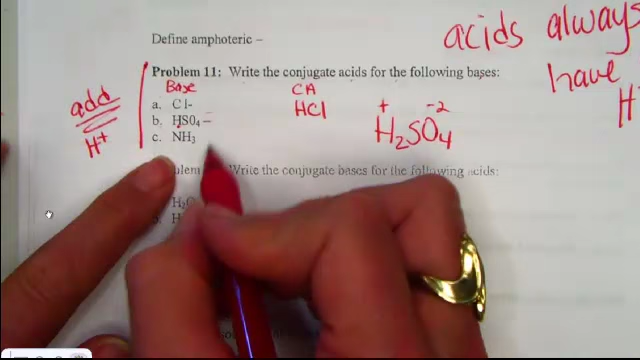 Define amphoteric –
acids always
have
H+
Problem 11: Write the conjugate acids for the following bases:
add
H+
Base
CA
a. Cl-
HCl
b. HSO4–
c. NH3
+ -2
H2SO4
Write the conjugate bases for the following acids:
H2O